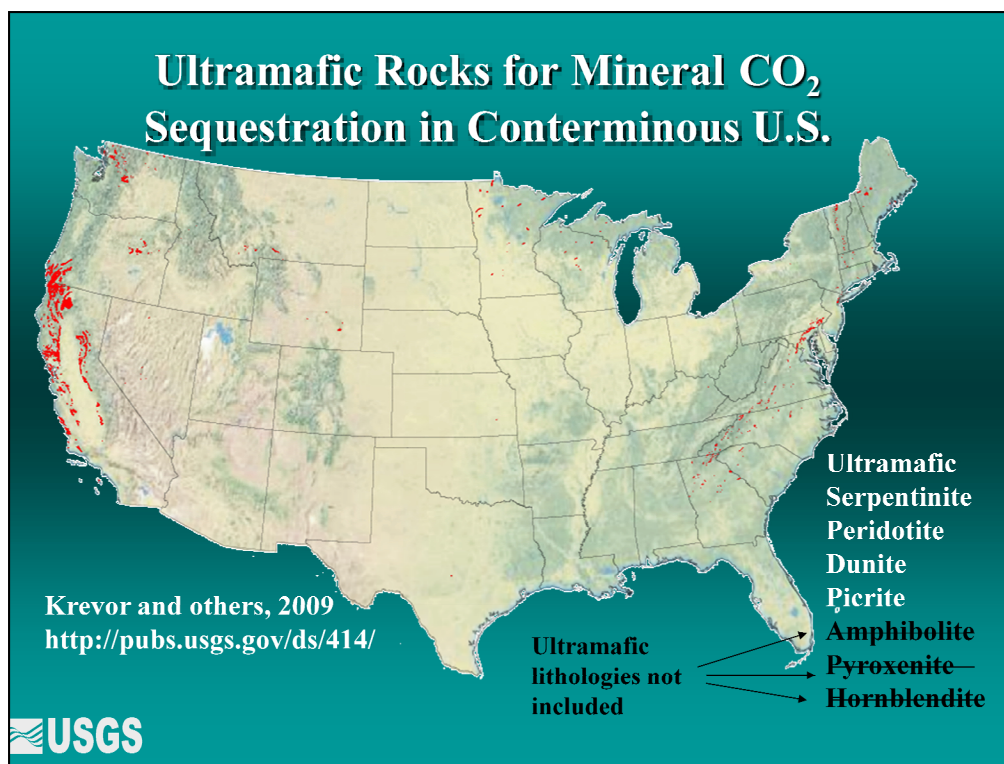 Ultramafic Rocks for Mineral CO₂
Sequestration in Conterminous U.S.
Ultramafic
Serpentinite
Peridotite
Dunite
Picrite
Amphibolite
Pyroxenite
Hornblendite
Krevor and others, 2009
http://pubs.usgs.gov/ds/414/
Ultramafic
lithologies not
included
USGS